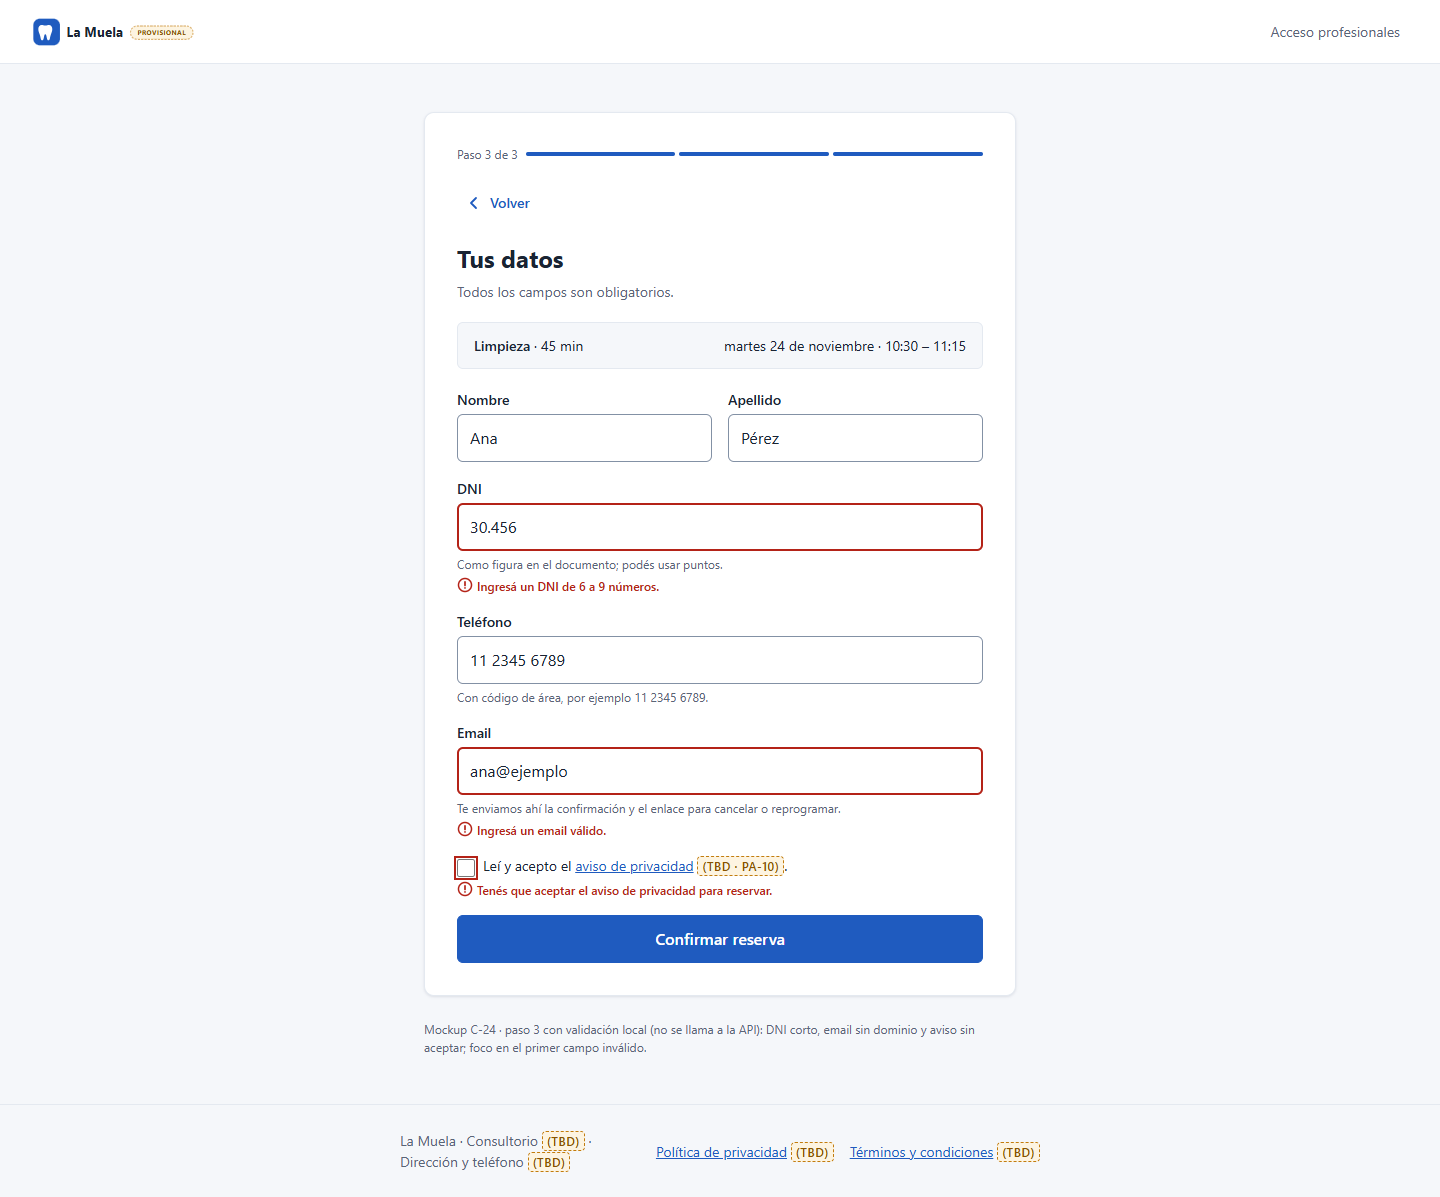 La Muela PROVISIONAL
Acceso profesionales
Paso 3 de 3
Volver
Tus datos
Todos los campos son obligatorios.
Limpieza · 45 min martes 24 de noviembre · 10:30 – 11:15
Nombre Apellido
Ana Pérez
DNI
30.456
Como figura en el documento; podés usar puntos.
Ingresá un DNI de 6 a 9 números.
Teléfono
11 2345 6789
Con código de área, por ejemplo 11 2345 6789.
Email
ana@ejemplo
Te enviamos ahí la confirmación y el enlace para cancelar o reprogramar.
Ingresá un email válido.
Leí y acepto el aviso de privacidad (TBD · PA-10).
Tenés que aceptar el aviso de privacidad para reservar.
Confirmar reserva
Mockup C-24 · paso 3 con validación local (no se llama a la API): DNI corto, email sin dominio y aviso sin
aceptar; foco en el primer campo inválido.
La Muela · Consultorio (TBD) ·
Dirección y teléfono (TBD)
Política de privacidad (TBD) Términos y condiciones (TBD)